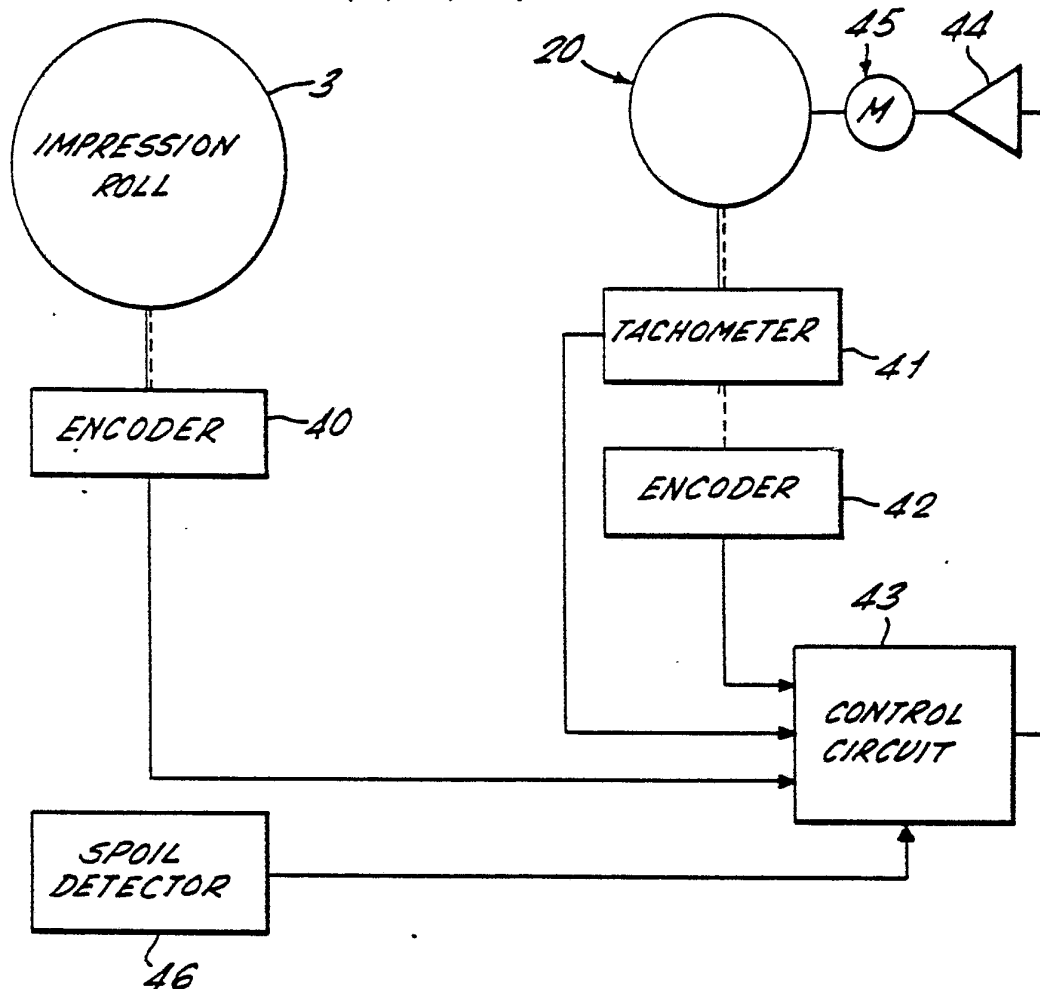 45
44
20
3
M
IMPRESSION
ROLL
TACHOMETER
41
ENCODER
40
ENCODER
42
43
CONTROL
CIRCUIT
SPOIL
DETECTOR
46